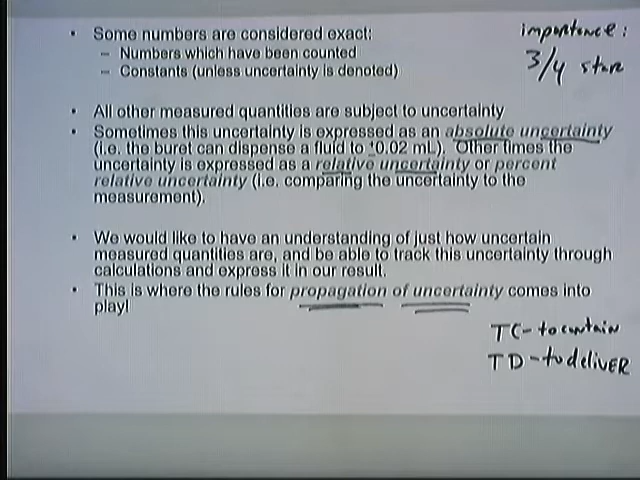 • Some numbers are considered exact:
– Numbers which have been counted
– Constants (unless uncertainty is denoted)
importance:
3/4 star
• All other measured quantities are subject to uncertainty
• Sometimes this uncertainty is expressed as an absolute uncertainty
(i.e. the buret can dispense a fluid to ±0.02 mL). Other times the
uncertainty is expressed as a relative uncertainty or percent
relative uncertainty (i.e. comparing the uncertainty to the
measurement).
• We would like to have an understanding of just how uncertain
measured quantities are, and be able to track this uncertainty through
calculations and express it in our result.
• This is where the rules for propagation of uncertainty comes into
play!
TC - to contain
TD - to deliVER